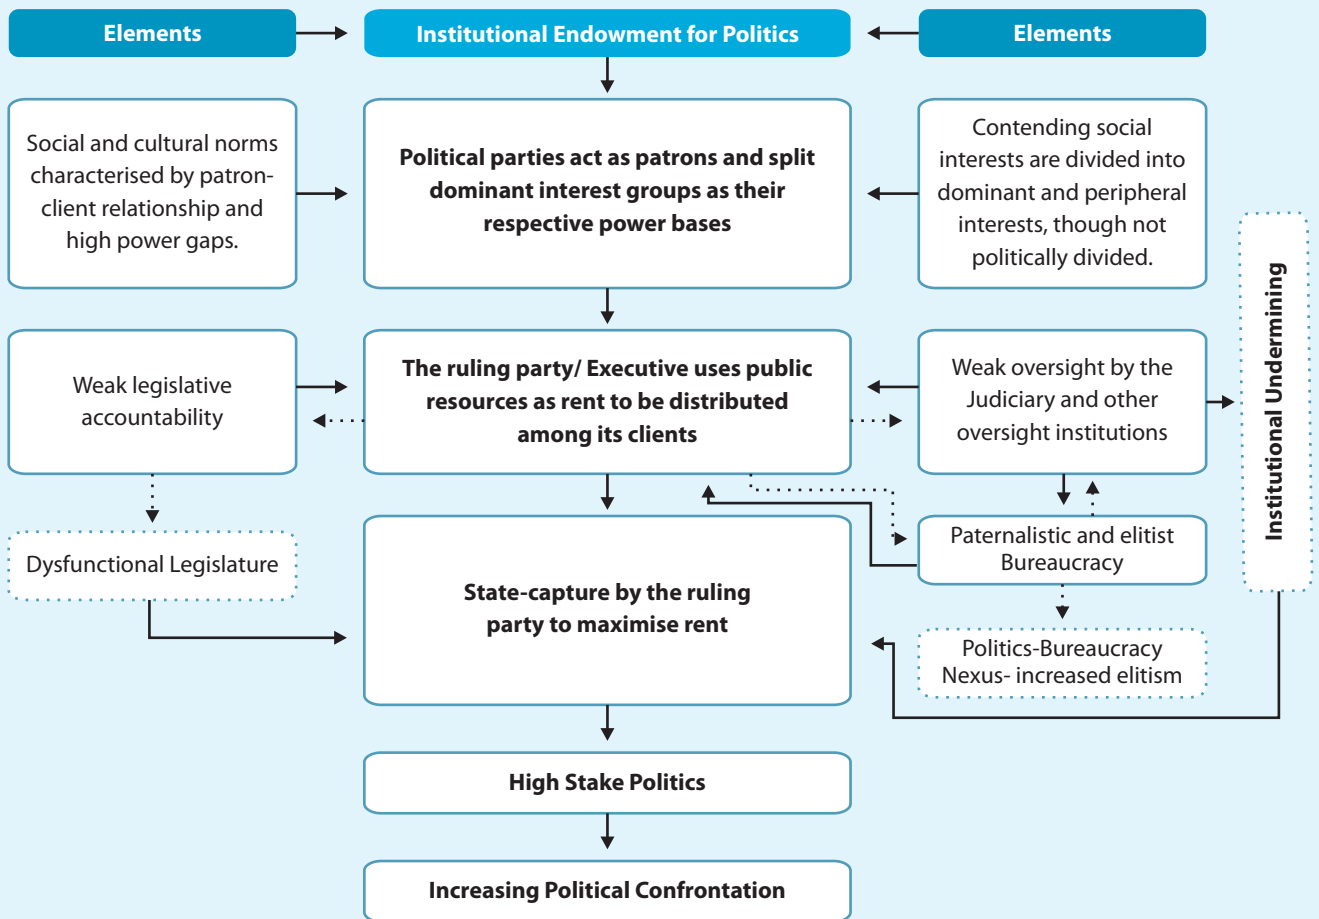 Elements
Institutional Endowment for Politics
Elements
Social and cultural norms
characterised by patron-
client relationship and
high power gaps.
Political parties act as patrons and split
dominant interest groups as their
respective power bases
Contending social
interests are divided into
dominant and peripheral
interests, though not
politically divided.
Weak legislative
accountability
The ruling party/ Executive uses public
resources as rent to be distributed
among its clients
Weak oversight by the
Judiciary and other
oversight institutions
Institutional Undermining
Dysfunctional Legislature
State-capture by the ruling
party to maximise rent
Paternalistic and elitist
Bureaucracy
Politics-Bureaucracy
Nexus- increased elitism
High Stake Politics
Increasing Political Confrontation